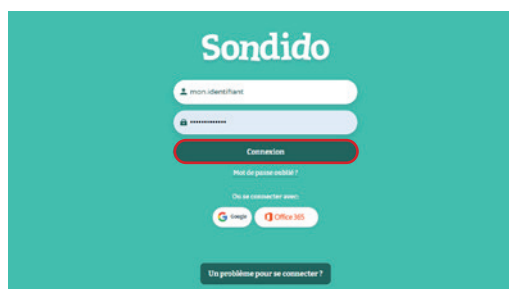 Sondido
mon.identifiant
•••••••••••••
Connexion
Mot de passe oublié ?
Ou se connecter avec:
Google
Office 365
Un problème pour se connecter ?